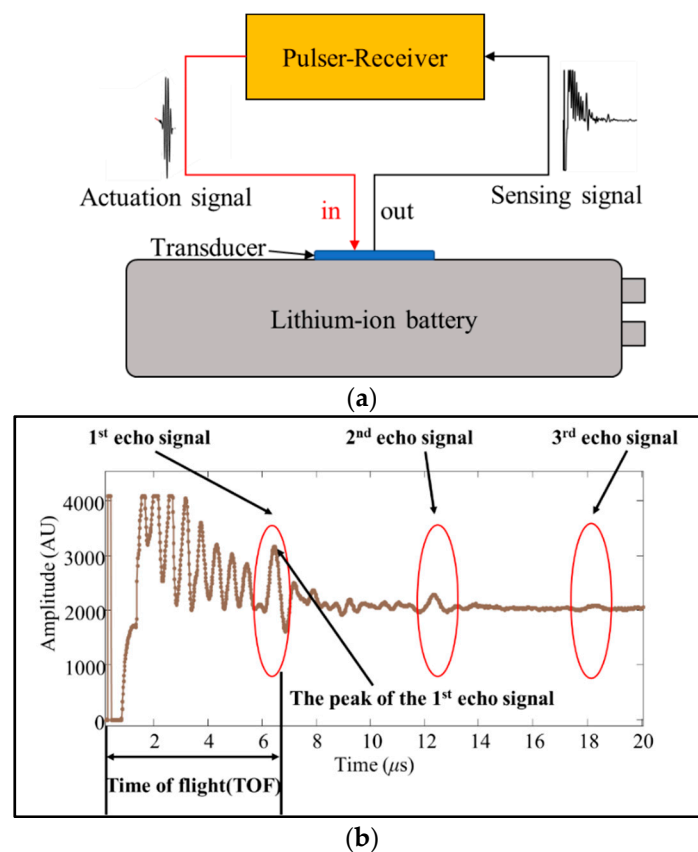 Pulser-Receiver
Actuation signal
Sensing signal
in
out
Transducer
Lithium-ion battery
(a)
1st echo signal
2nd echo signal
3rd echo signal
Amplitude (AU)
4000
3000
2000
1000
0
The peak of the 1st echo signal
2 4 6 8 10 12 14 16 18 20
Time (μs)
Time of flight(TOF)
(b)